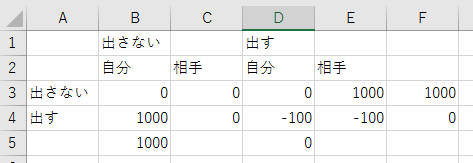 A B C D E F
1 出さない 出す
2 自分 相手 自分 相手
3 出さない 0 0 0 1000 1000
4 出す 1000 0 -100 -100 0
5 1000 0